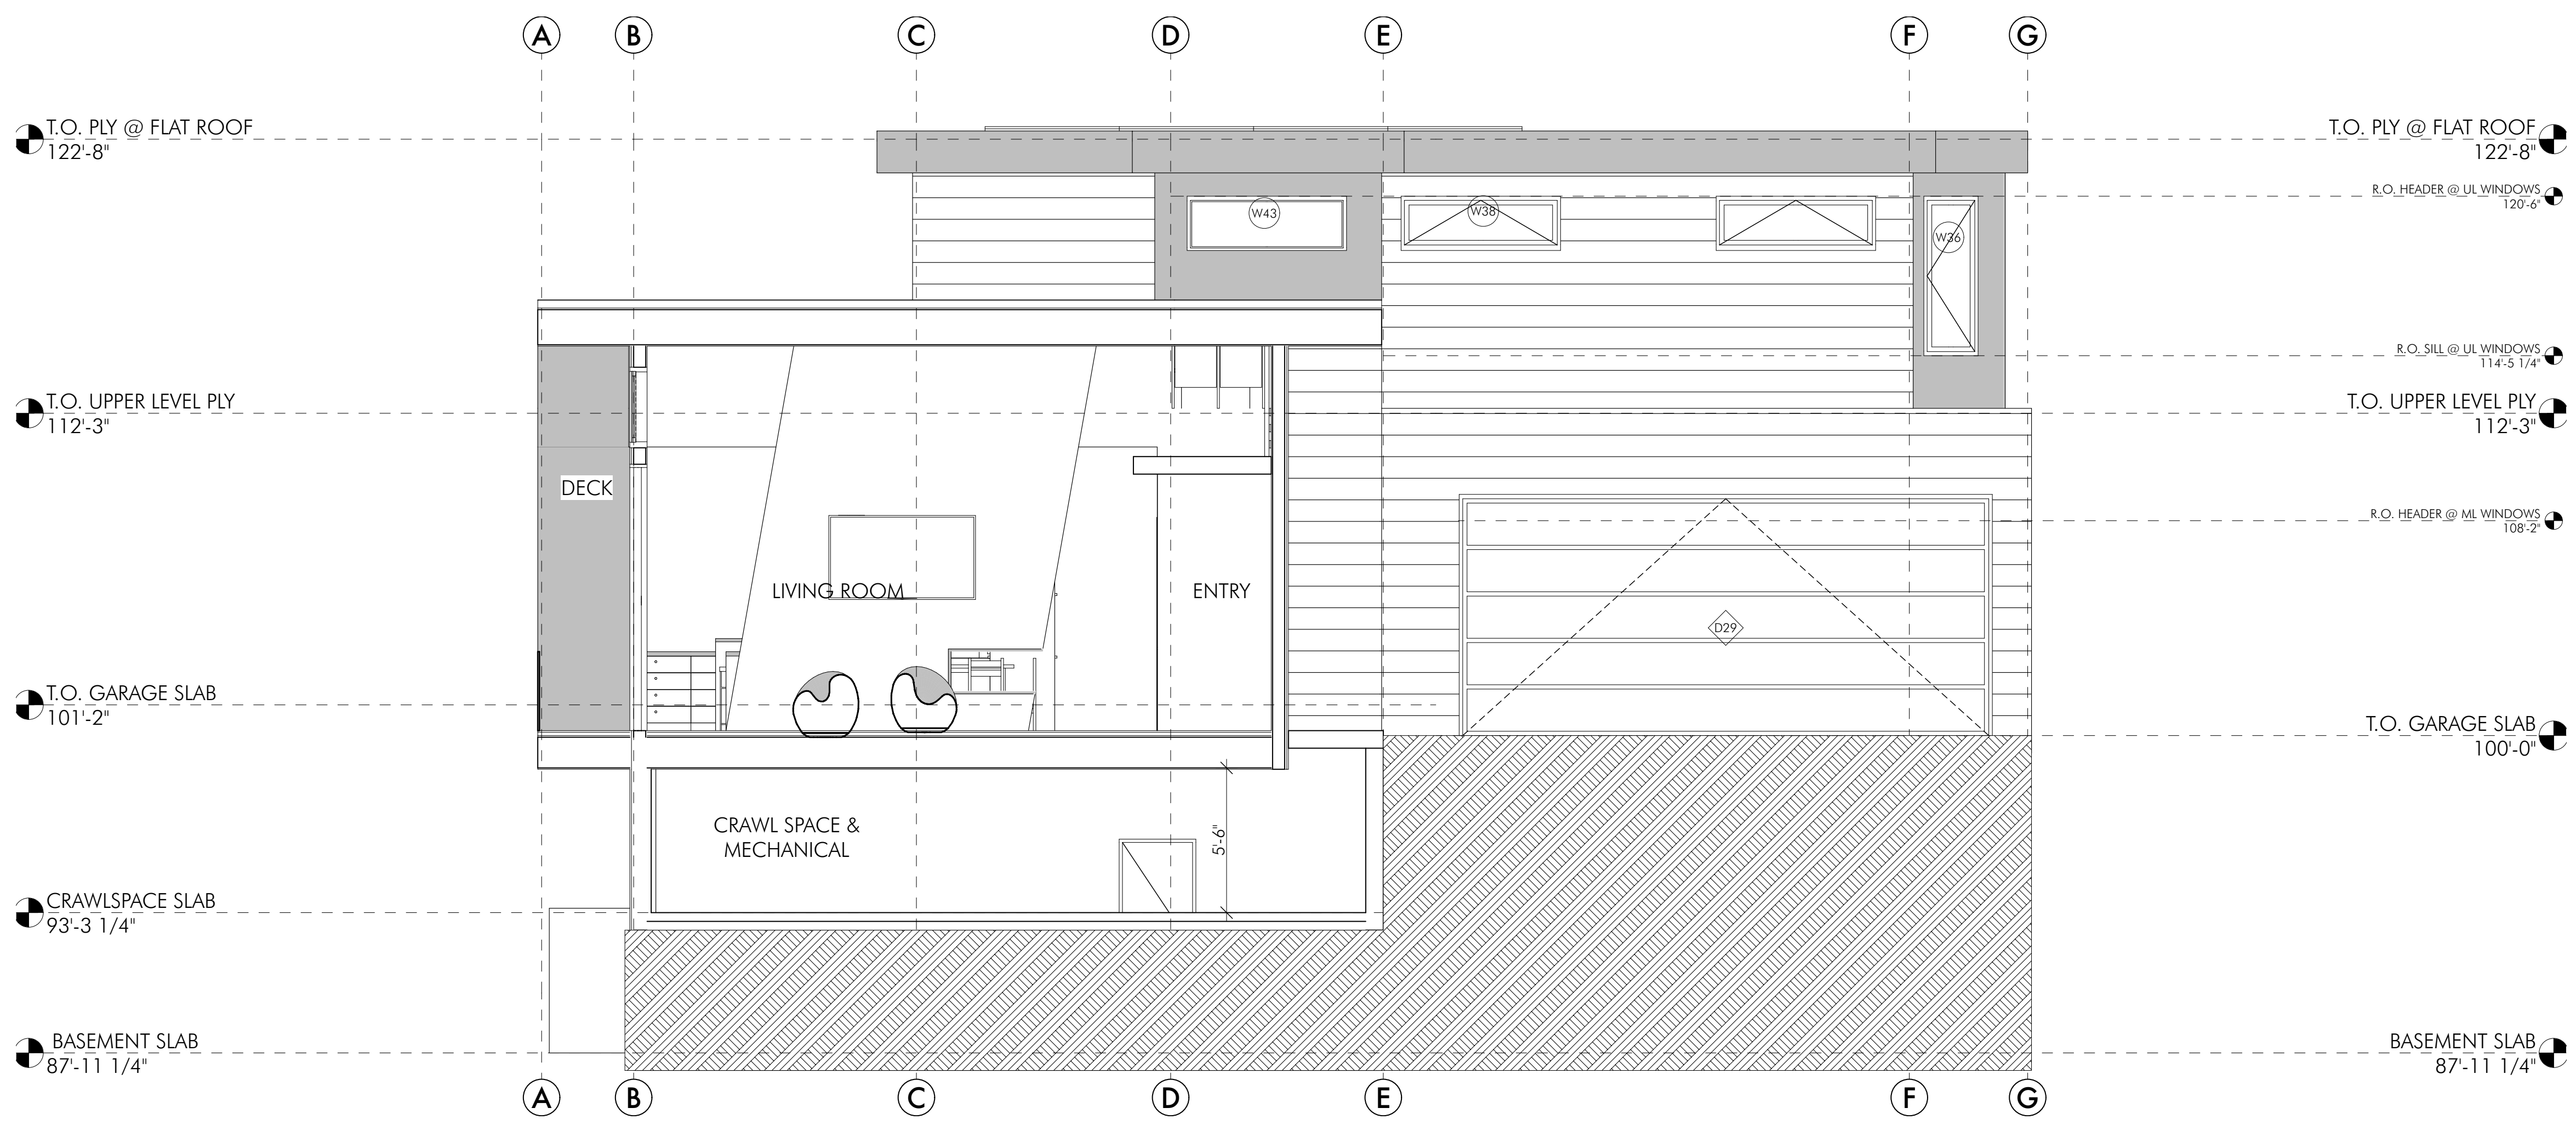 A B C D E F G
T.O. PLY @ FLAT ROOF
122'-8"
T.O. PLY @ FLAT ROOF
122'-8"
R.O. HEADER @ UL WINDOWS
120'-6"
W43
W38
W36
R.O. SILL @ UL WINDOWS
114'-5 1/4"
T.O. UPPER LEVEL PLY
112'-3"
T.O. UPPER LEVEL PLY
112'-3"
DECK
R.O. HEADER @ ML WINDOWS
108'-2"
LIVING ROOM
ENTRY
D29
T.O. GARAGE SLAB
101'-2"
T.O. GARAGE SLAB
100'-0"
CRAWL SPACE &
MECHANICAL
5'-6"
CRAWLSPACE SLAB
93'-3 1/4"
BASEMENT SLAB
87'-11 1/4"
BASEMENT SLAB
87'-11 1/4"
A B C D E F G